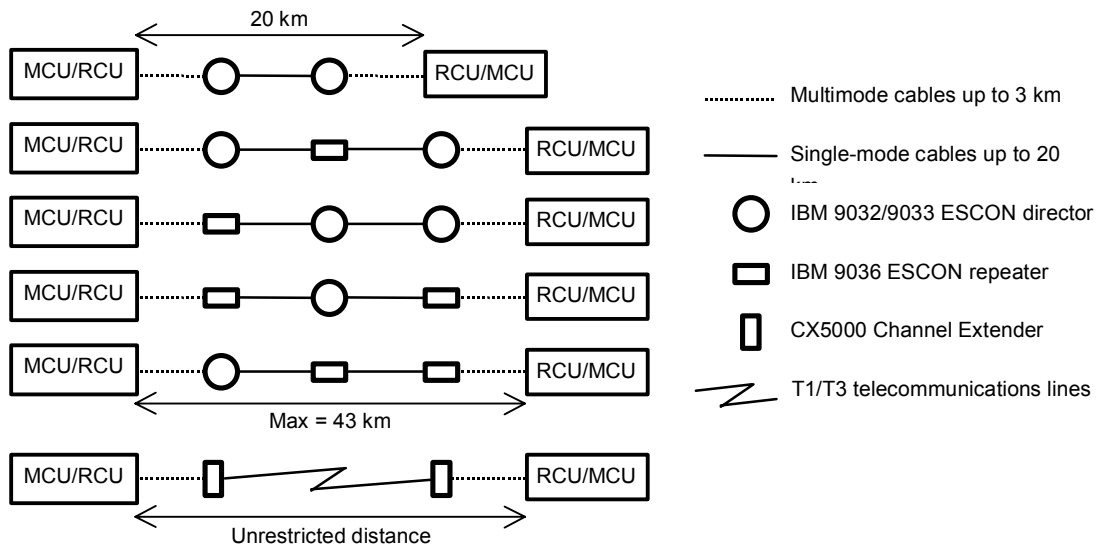 20 km
MCU/RCU
RCU/MCU
MCU/RCU
RCU/MCU
MCU/RCU
RCU/MCU
MCU/RCU
RCU/MCU
MCU/RCU
RCU/MCU
Max = 43 km
MCU/RCU
RCU/MCU
Unrestricted distance
Multimode cables up to 3 km
Single-mode cables up to 20
IBM 9032/9033 ESCON director
IBM 9036 ESCON repeater
CX5000 Channel Extender
T1/T3 telecommunications lines